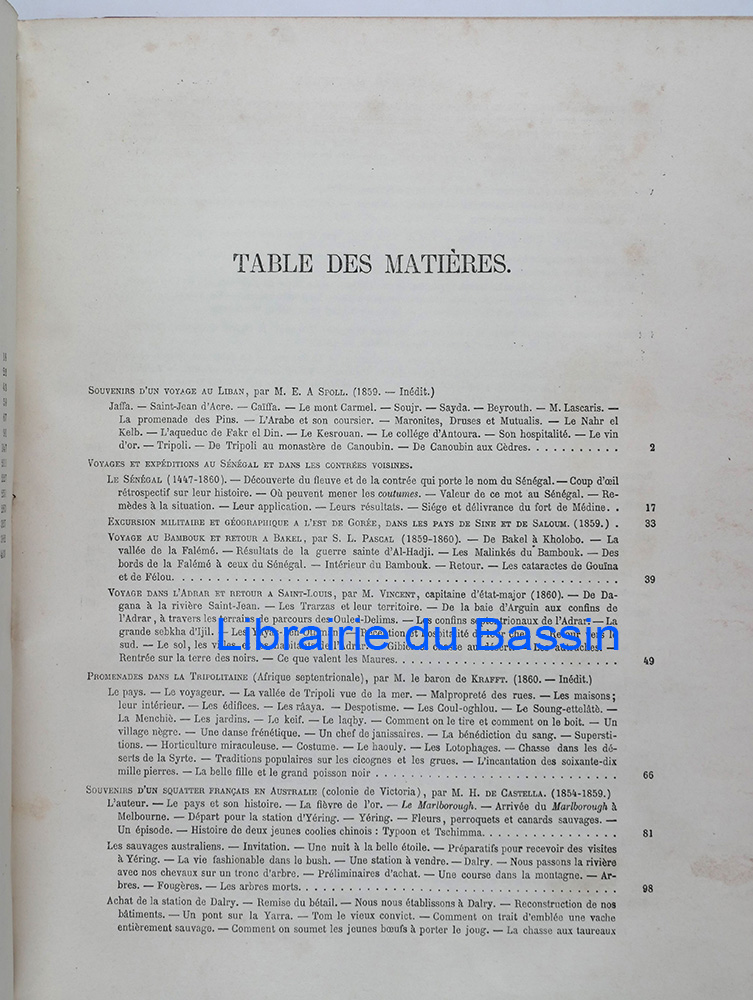 TABLE DES MATIÈRES.
SOUVENIRS D'UN VOYAGE AU LIBAN, par M. E. A SPOLL. (1859. — Inédit.)
Jaffa. — Saint-Jean d'Acre. — Caïffa. — Le mont Carmel. — Soujr. — Sayda. — Beyrouth. — M. Lascaris. —
La promenade des Pins. — L'Arabe et son coursier. — Maronites, Druses et Mutualis. — Le Nahr el
Kelb. — L'aqueduc de Fakr el Din. — Le Kesrouan. — Le collége d'Antoura. — Son hospitalité. — Le vin
d'or. — Tripoli. — De Tripoli au monastère de Canoubin. — De Canoubin aux Cèdres. . . . . . . . . . . 2
VOYAGES ET EXPÉDITIONS AU SÉNÉGAL ET DANS LES CONTRÉES VOISINES.
LE SÉNÉGAL (1447-1860). — Découverte du fleuve et de la contrée qui porte le nom du Sénégal. — Coup d'œil
rétrospectif sur leur histoire. — Où peuvent mener les coutumes. — Valeur de ce mot au Sénégal. — Re-
mèdes à la situation. — Leur application. — Leurs résultats. — Siége et délivrance du fort de Médine. . 17
EXCURSION MILITAIRE ET GÉOGRAPHIQUE A L'EST DE GORÉE, DANS LES PAYS DE SINE ET DE SALOUM. (1859.) . 33
VOYAGE AU BAMBOUK ET RETOUR A BAKEL, par S. L. PASCAL (1859-1860). — De Bakel à Kholobo. — La
vallée de la Falémé. — Résultats de la guerre sainte d'Al-Hadji. — Les Malinkés du Bambouk. — Des
bords de la Falémé à ceux du Sénégal. — Intérieur du Bambouk. — Retour. — Les cataractes de Gouïna
et de Félou. . . . . . . . . . . . . . . . . . . . . . . . . . . . . . . . . . . . . . . 39
VOYAGE DANS L'ADRAR ET RETOUR A SAINT-LOUIS, par M. VINCENT, capitaine d'état-major (1860). — De Da-
gana à la rivière Saint-Jean. — Les Trarzas et leur territoire. — De la baie d'Arguin aux confins de
l'Adrar, à travers les terrains de parcours des Ouled-Delims. — Les confins septentrionaux de l'Adrar. — La
grande sebkha d'Ijil. — Les
Librairie du Bassin
Retour vers le
sud. — Le sol, les
Rentrée sur la terre des noirs. — Ce que valent les Maures. . . . . . . . . . . . . . . . . . . . 49
PROMENADES DANS LA TRIPOLITAINE (Afrique septentrionale), par M. le baron de KRAFFT. (1860. — Inédit.)
Le pays. — Le voyageur. — La vallée de Tripoli vue de la mer. — Malpropreté des rues. — Les maisons;
leur intérieur. — Les édifices. — Les râaya. — Despotisme. — Les Coul-oghlou. — Le Soung-ettelâtè. —
La Menchiè. — Les jardins. — Le keif. — Le laqby. — Comment on le tire et comment on le boit. — Un
village nègre. — Une danse frénétique. — Un chef de janissaires. — La bénédiction du sang. — Supersti-
tions. — Horticulture miraculeuse. — Costume. — Le haouly. — Les Lotophages. — Chasse dans les dé-
serts de la Syrte. — Traditions populaires sur les cicognes et les grues. — L'incantation des soixante-dix
mille pierres. — La belle fille et le grand poisson noir . . . . . . . . . . . . . . . . . . . . . 66
SOUVENIRS D'UN SQUATTER FRANÇAIS EN AUSTRALIE (colonie de Victoria), par M. H. DE CASTELLA. (1854-1859.)
L'auteur. — Le pays et son histoire. — La fièvre de l'or. — Le Marlborough. — Arrivée du Marlborough à
Melbourne. — Départ pour la station d'Yéring. — Yéring. — Fleurs, perroquets et canards sauvages. —
Un épisode. — Histoire de deux jeunes coolies chinois : Typoon et Tschimma. . . . . . . . . . . . . 81
Les sauvages australiens. — Invitation. — Une nuit à la belle étoile. — Préparatifs pour recevoir des visites
à Yéring. — La vie fashionable dans le bush. — Une station à vendre. — Dalry. — Nous passons la rivière
avec nos chevaux sur un tronc d'arbre. — Préliminaires d'achat. — Une course dans la montagne. — Ar-
bres. — Fougères. — Les arbres morts. . . . . . . . . . . . . . . . . . . . . . . . . . . . . . 98
Achat de la station de Dalry. — Remise du bétail. — Nous nous établissons à Dalry. — Reconstruction de nos
bâtiments. — Un pont sur la Yarra. — Tom le vieux convict. — Comment on trait d'emblée une vache
entièrement sauvage. — Comment on soumet les jeunes bœufs à porter le joug. — La chasse aux taureaux